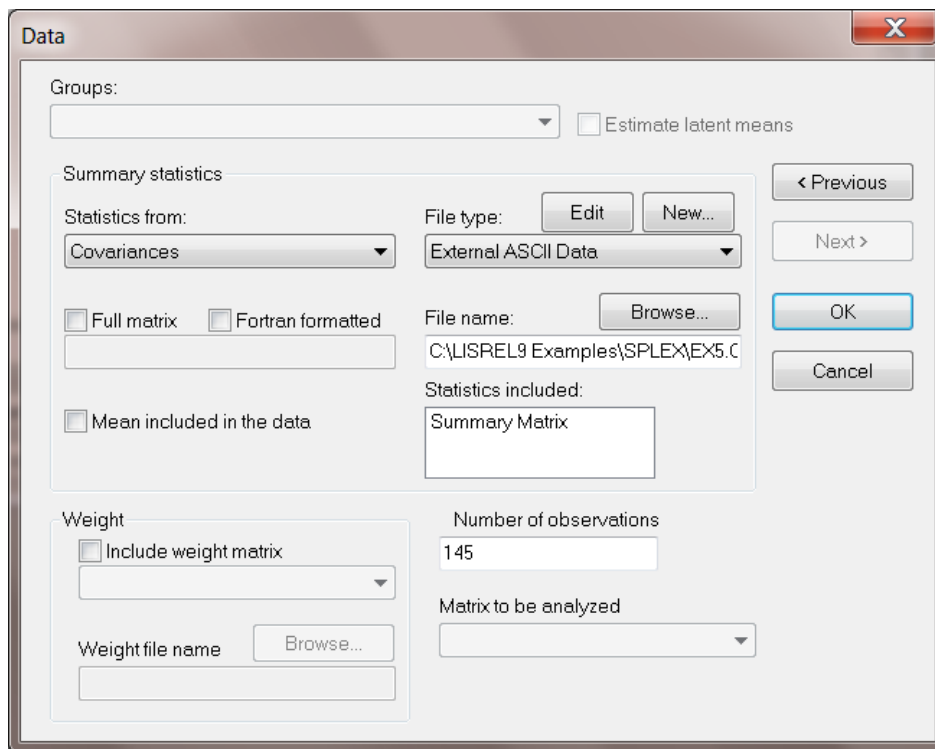 Data
X
Groups:
Estimate latent means
Summary statistics
< Previous
Statistics from:
File type:
Edit
New...
Covariances
External ASCII Data
Next >
Full matrix
Fortran formatted
File name:
Browse...
OK
C:\LISREL9 Examples\SPLEX\EX5.C
Cancel
Statistics included:
Mean included in the data
Summary Matrix
Weight
Number of observations
Include weight matrix
145
Matrix to be analyzed
Weight file name
Browse...